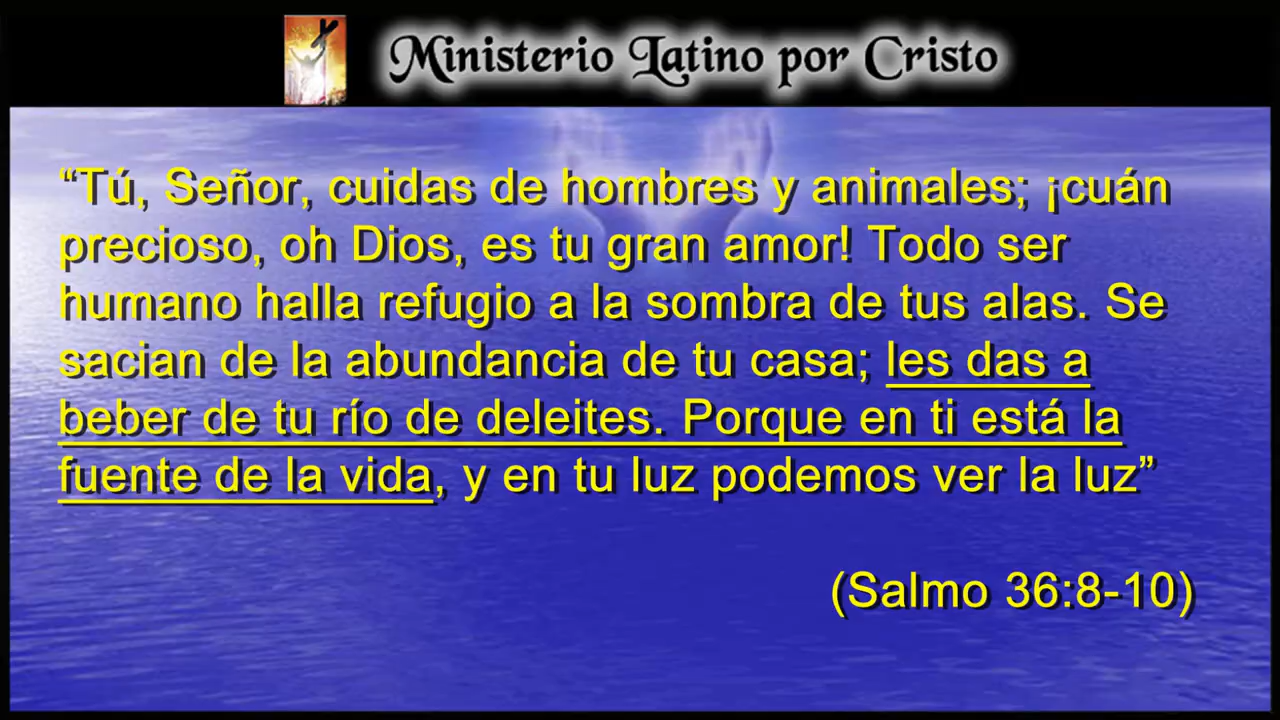 Ministerio Latino por Cristo
“Tú, Señor, cuidas de hombres y animales; ¡cuán
precioso, oh Dios, es tu gran amor! Todo ser
humano halla refugio a la sombra de tus alas. Se
sacian de la abundancia de tu casa; les das a
beber de tu río de deleites. Porque en ti está la
fuente de la vida, y en tu luz podemos ver la luz”
(Salmo 36:8-10)